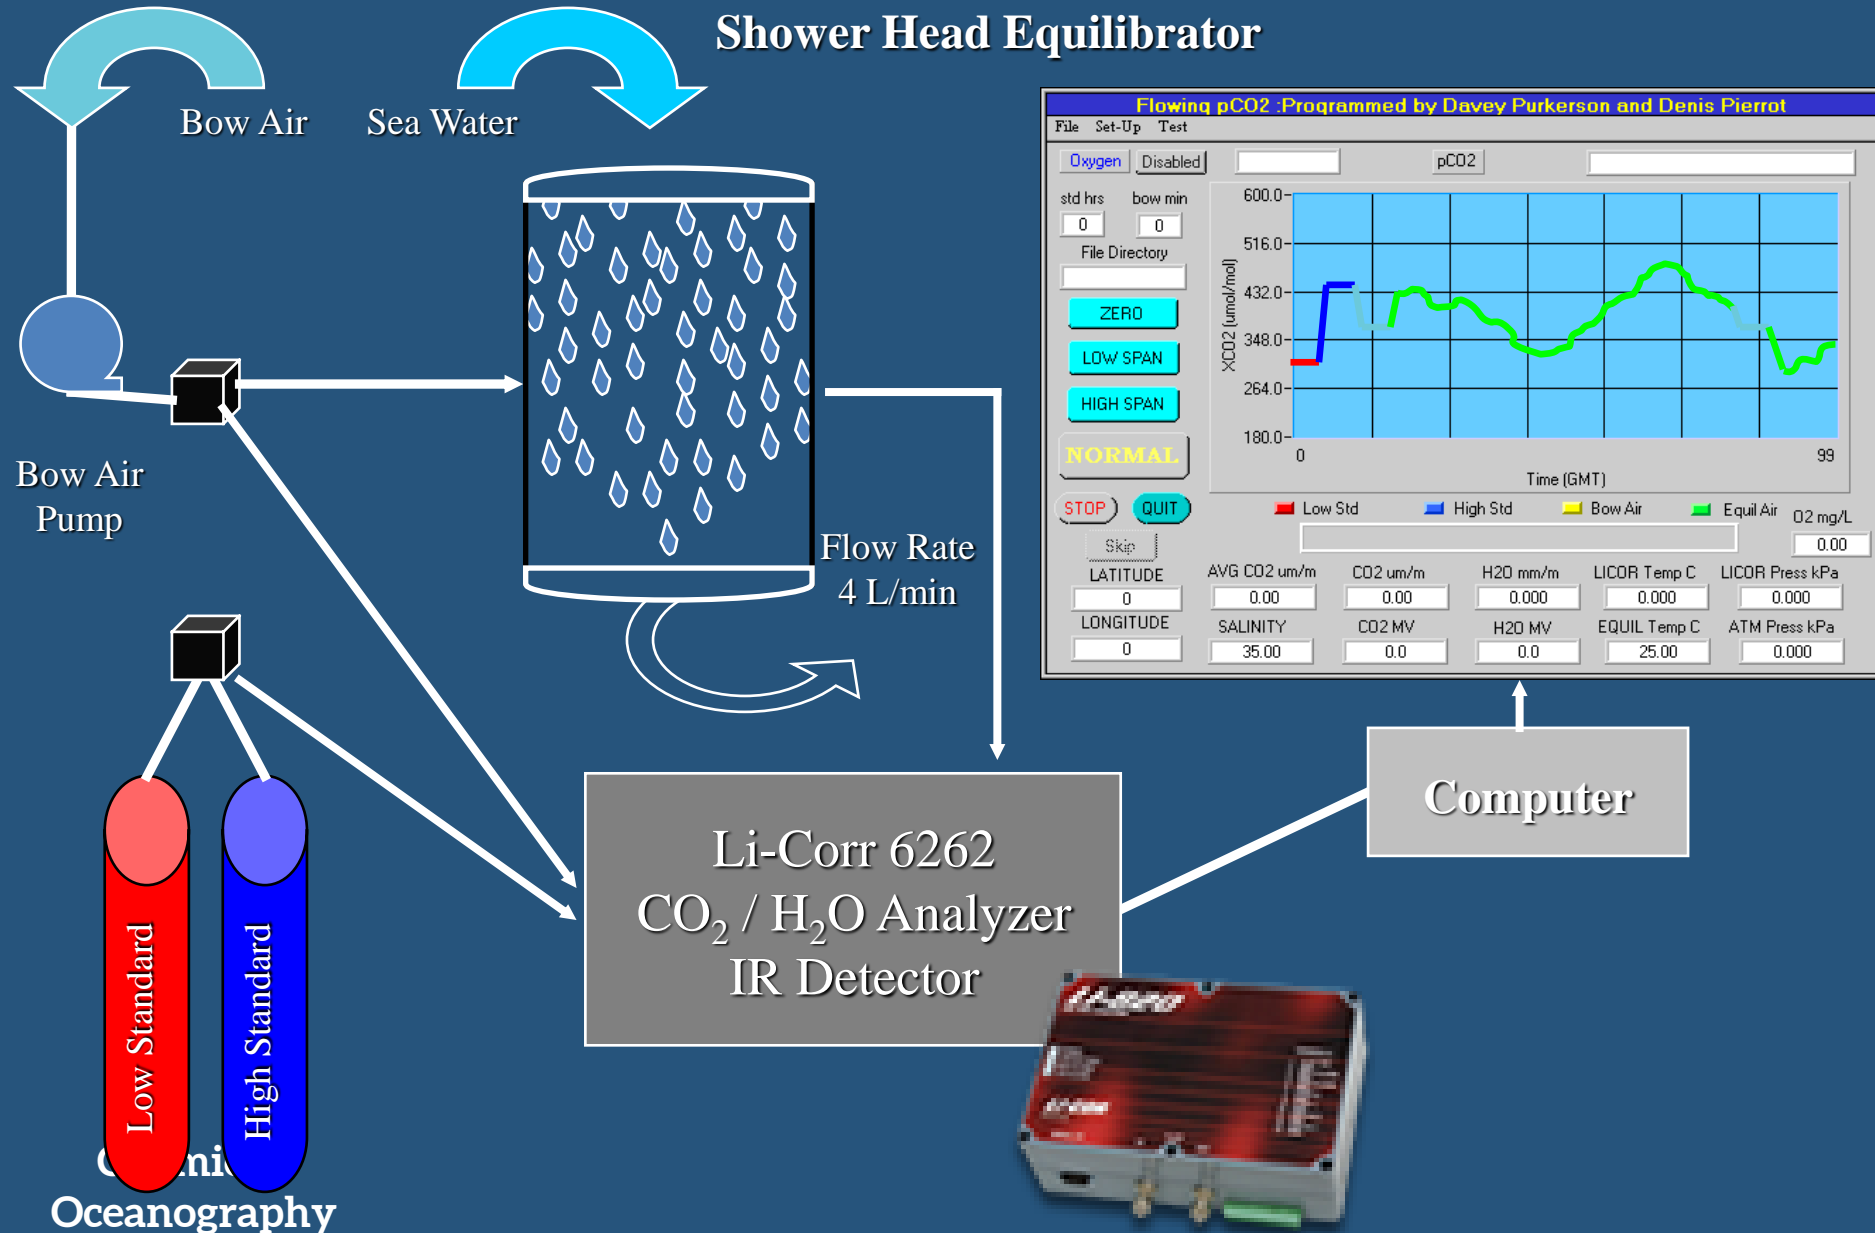 Shower Head Equilibrator
Bow Air
Sea Water
Bow Air
Pump
Flow Rate
4 L/min
Flowing pCO2 :Programmed by Davey Purkerson and Denis Pierrot
File Set-Up Test
Oxygen Disabled pCO2
std hrs bow min
0 0
File Directory
ZERO
LOW SPAN
HIGH SPAN
NORMAL
STOP QUIT
Skip
XCO2 (umol/mol)
600.0
516.0
432.0
348.0
264.0
180.0
0 99
Time (GMT)
Low Std High Std Bow Air Equil Air
O2 mg/L
0.00
LATITUDE AVG CO2 um/m CO2 um/m H2O mm/m LICOR Temp C LICOR Press kPa
0 0.00 0.00 0.000 0.000 0.000
LONGITUDE SALINITY CO2 MV H2O MV EQUIL Temp C ATM Press kPa
0 35.00 0.0 0.0 25.00 0.000
Computer
Li-Corr 6262
CO₂ / H₂O Analyzer
IR Detector
Low Standard
High Standard
Oceanography